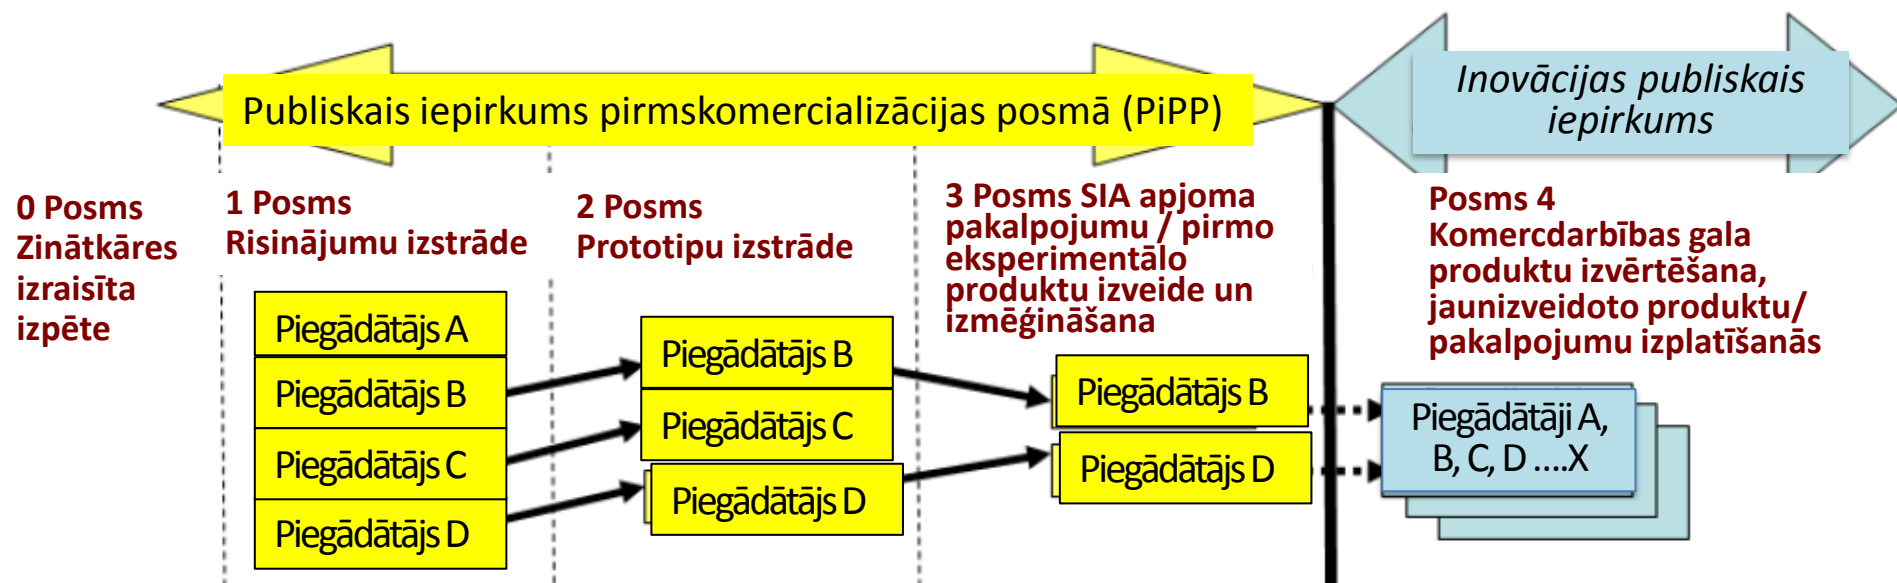 Publiskais iepirkums pirmskomercializācijas posmā (PiPP)
Inovācijas publiskais
iepirkums
0 Posms
Zinātkāres
izraisīta
izpēte
1 Posms
Risinājumu izstrāde
2 Posms
Prototipu izstrāde
3 Posms SIA apjoma
pakalpojumu / pirmo
eksperimentālo
produktu izveide un
izmēģināšana
Posms 4
Komercdarbības gala
produktu izvērtēšana,
jaunizveidoto produktu/
pakalpojumu izplatīšanās
Piegādātājs A
Piegādātājs B
Piegādātājs C
Piegādātājs D
Piegādātājs B
Piegādātājs C
Piegādātājs D
Piegādātājs B
Piegādātājs D
Piegādātāji A,
B, C, D ....X